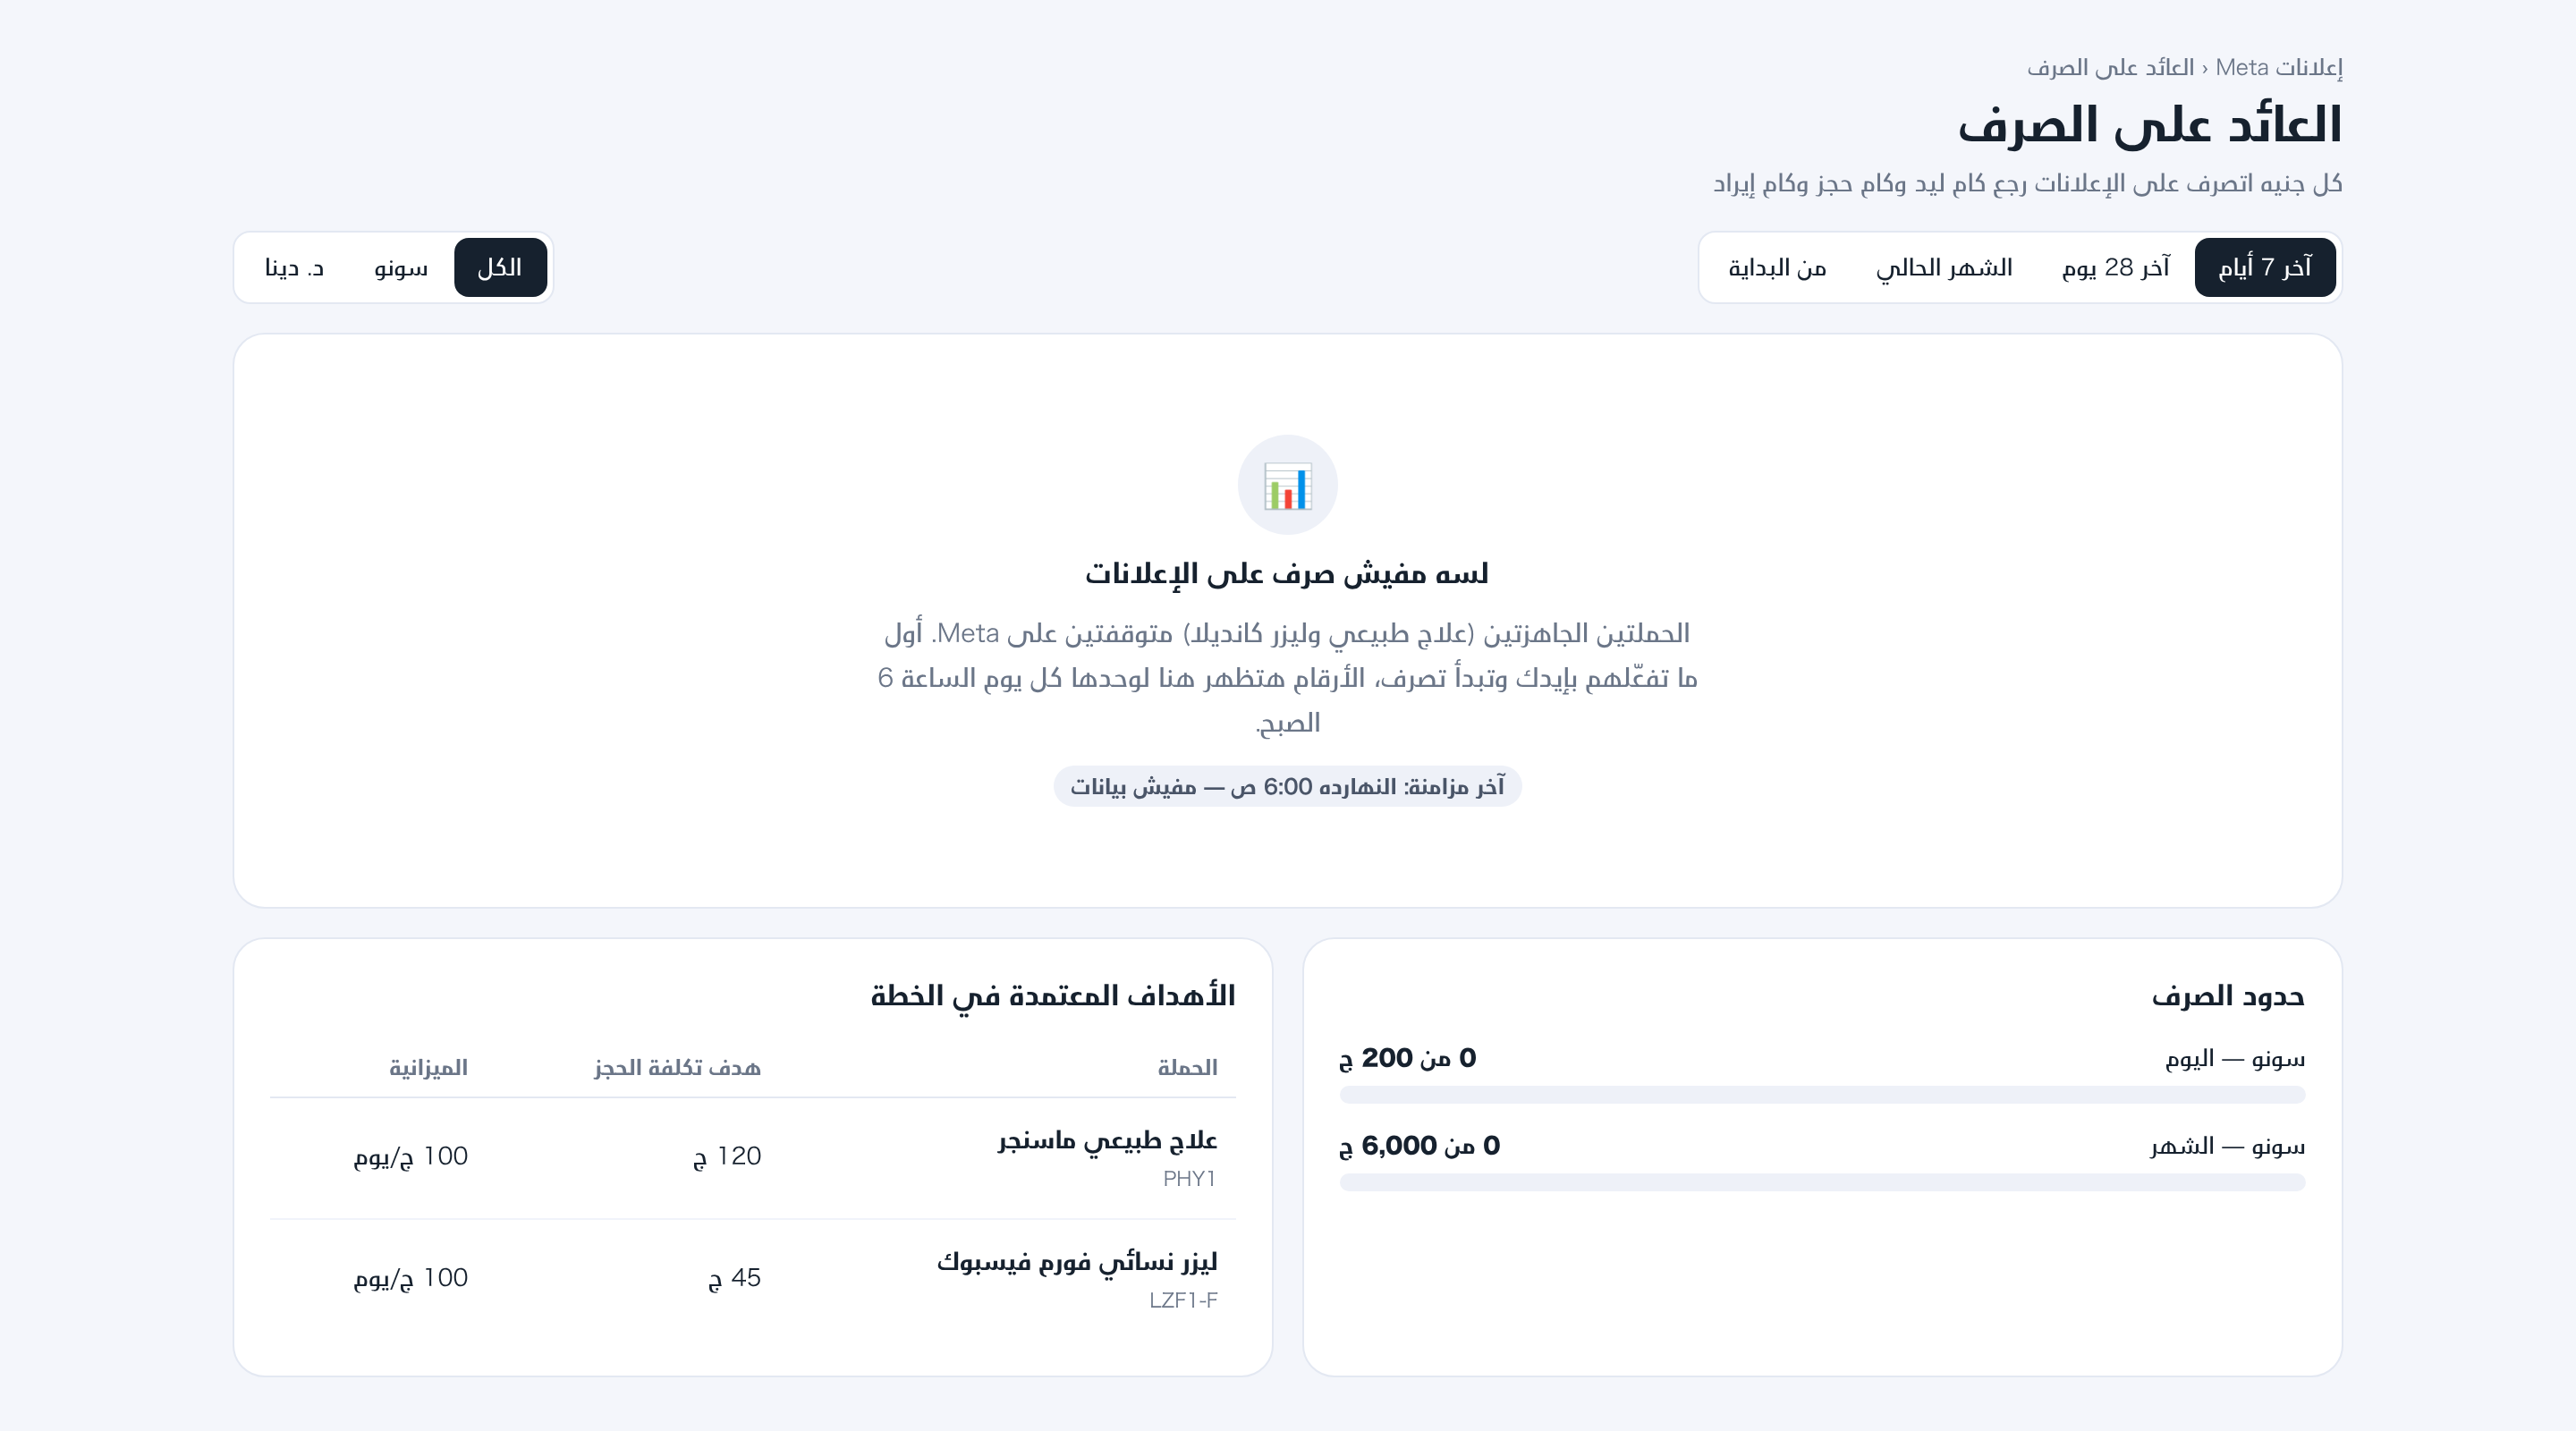 إعلانات Meta › العائد على الصرف
العائد على الصرف
كل جنيه اتصرف على الإعلانات رجع كام ليد وكام حجز وكام إيراد
آخر 7 أيام
آخر 28 يوم
الشهر الحالي
من البداية
الكل
سونو
د. دينا
لسه مفيش صرف على الإعلانات
الحملتين الجاهزتين (علاج طبيعي وليزر كانديلا) متوقفتين على Meta. أول
ما تفعّلهم بإيدك وتبدأ تصرف، الأرقام هتظهر هنا لوحدها كل يوم الساعة 6
الصبح.
آخر مزامنة: النهارده 6:00 ص — مفيش بيانات
حدود الصرف
سونو — اليوم
0 من 200 ج
سونو — الشهر
0 من 6,000 ج
الأهداف المعتمدة في الخطة
الحملة
هدف تكلفة الحجز
الميزانية
علاج طبيعي ماسنجر
PHY1
120 ج
100 ج/يوم
ليزر نسائي فورم فيسبوك
LZF1-F
45 ج
100 ج/يوم